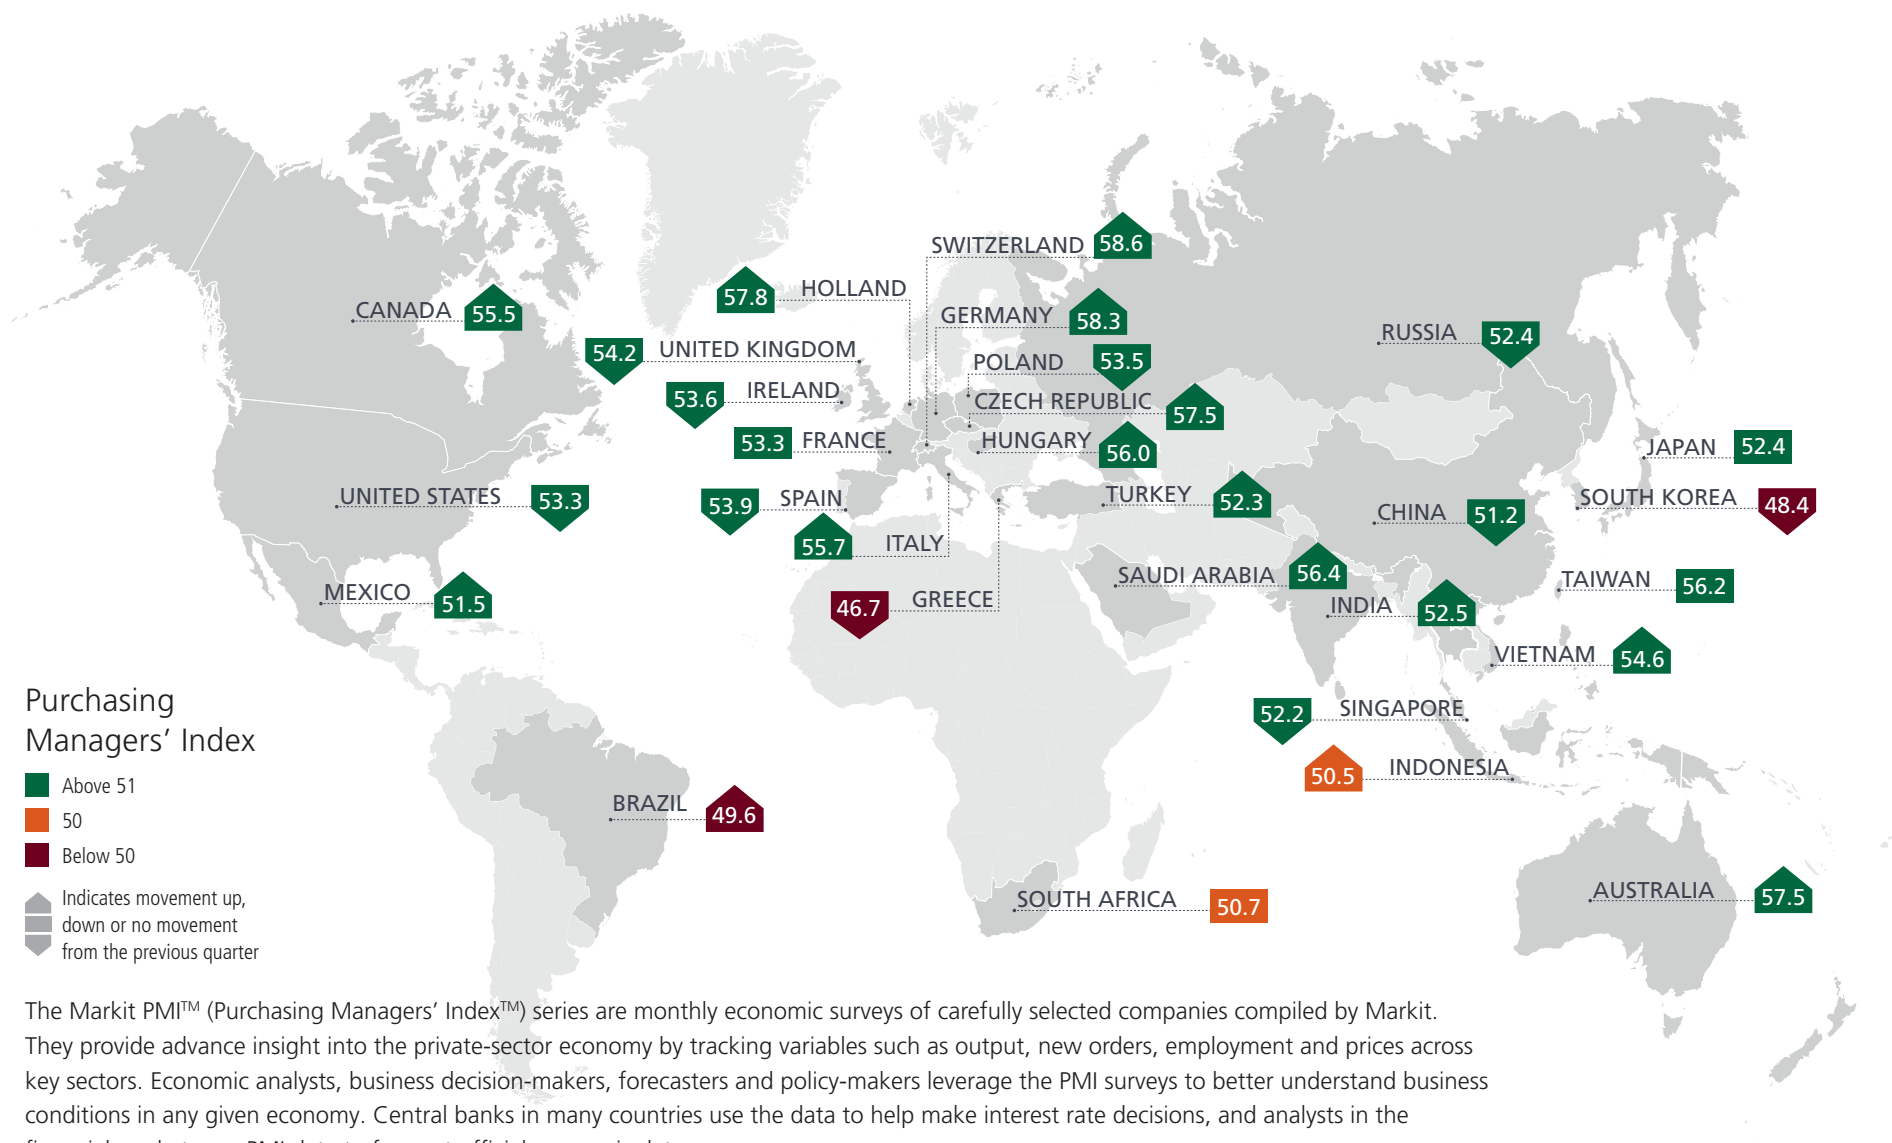 SWITZERLAND 58.6
57.8 HOLLAND
CANADA 55.5
GERMANY 58.3
RUSSIA 52.4
54.2 UNITED KINGDOM
POLAND 53.5
53.6 IRELAND
CZECH REPUBLIC 57.5
53.3 FRANCE
HUNGARY 56.0
JAPAN 52.4
UNITED STATES 53.3
53.9 SPAIN
TURKEY 52.3
CHINA 51.2
SOUTH KOREA 48.4
55.7 ITALY
SAUDI ARABIA 56.4
TAIWAN 56.2
MEXICO 51.5
46.7 GREECE
INDIA 52.5
VIETNAM 54.6
52.2 SINGAPORE
50.5 INDONESIA
BRAZIL 49.6
SOUTH AFRICA 50.7
AUSTRALIA 57.5
Purchasing
Managers’ Index
Above 51
50
Below 50
Indicates movement up,
down or no movement
from the previous quarter
The Markit PMI™ (Purchasing Managers’ Index™) series are monthly economic surveys of carefully selected companies compiled by Markit.
They provide advance insight into the private-sector economy by tracking variables such as output, new orders, employment and prices across
key sectors. Economic analysts, business decision-makers, forecasters and policy-makers leverage the PMI surveys to better understand business
conditions in any given economy. Central banks in many countries use the data to help make interest rate decisions, and analysts in the